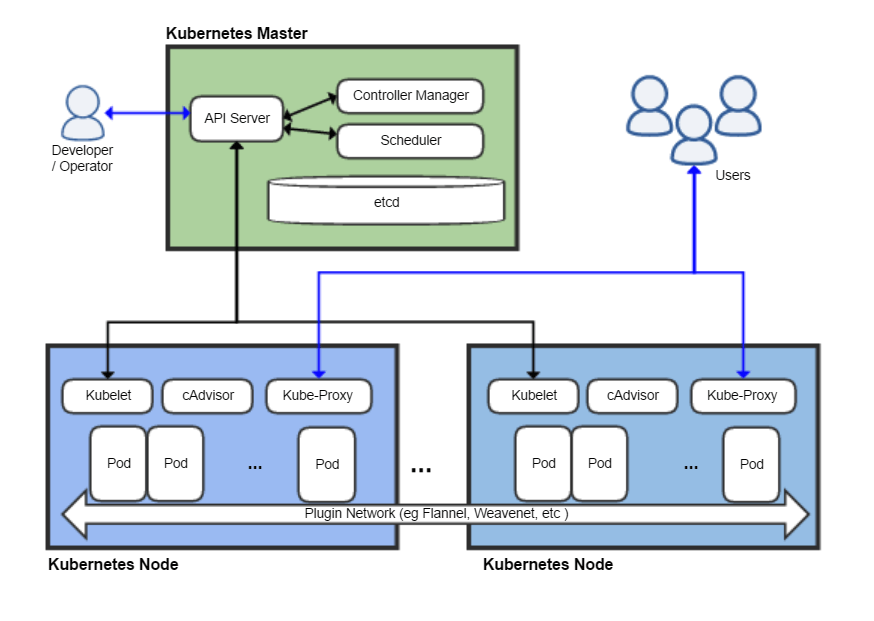 Kubernetes Master
API Server
Controller Manager
Scheduler
etcd
Developer
/ Operator
Users
Kubelet
cAdvisor
Kube-Proxy
Pod
Pod
...
Pod
...
Kubelet
cAdvisor
Kube-Proxy
Pod
Pod
...
Pod
Plugin Network (eg Flannel, Weavenet, etc )
Kubernetes Node
Kubernetes Node